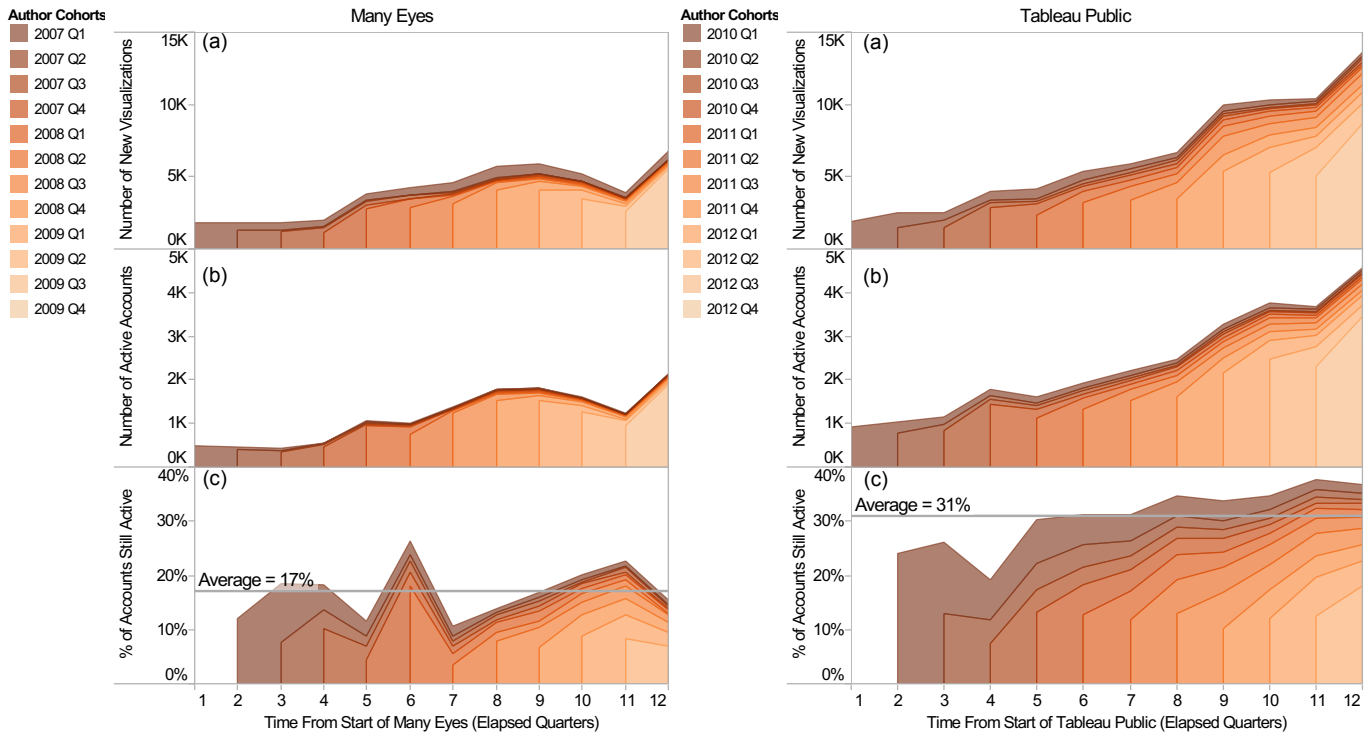 Author Cohorts
2007 Q1
2007 Q2
2007 Q3
2007 Q4
2008 Q1
2008 Q2
2008 Q3
2008 Q4
2009 Q1
2009 Q2
2009 Q3
2009 Q4
Many Eyes
(a)
Number of New Visualizations
15K
10K
5K
0K
(b)
Number of Active Accounts
5K
4K
3K
2K
1K
0K
(c)
% of Accounts Still Active
40%
30%
20%
10%
0%
Average = 17%
1 2 3 4 5 6 7 8 9 10 11 12
Time From Start of Many Eyes (Elapsed Quarters)
Author Cohorts
2010 Q1
2010 Q2
2010 Q3
2010 Q4
2011 Q1
2011 Q2
2011 Q3
2011 Q4
2012 Q1
2012 Q2
2012 Q3
2012 Q4
Tableau Public
(a)
Number of New Visualizations
15K
10K
5K
0K
(b)
Number of Active Accounts
5K
4K
3K
2K
1K
0K
(c)
% of Accounts Still Active
40%
30%
20%
10%
0%
Average = 31%
1 2 3 4 5 6 7 8 9 10 11 12
Time From Start of Tableau Public (Elapsed Quarters)